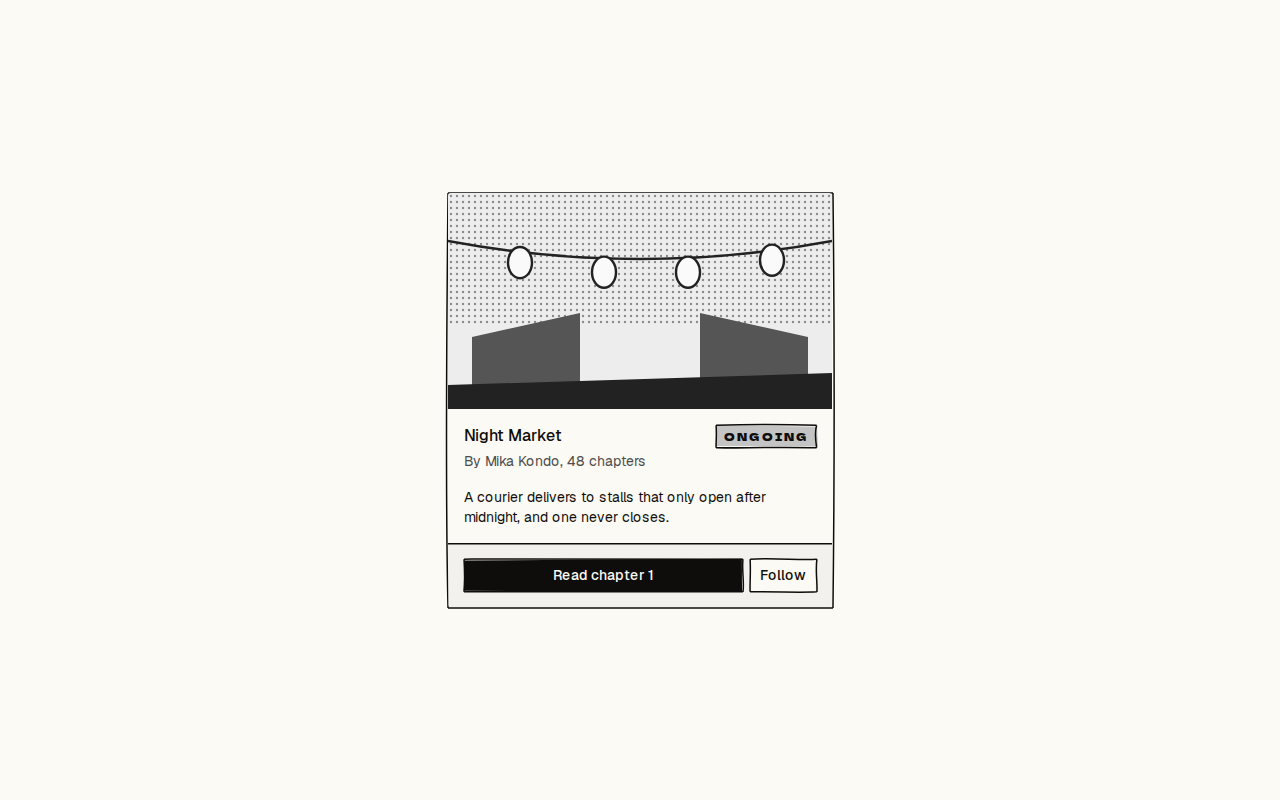 Night Market
ONGOING
By Mika Kondo, 48 chapters
A courier delivers to stalls that only open after
midnight, and one never closes.
Read chapter 1
Follow